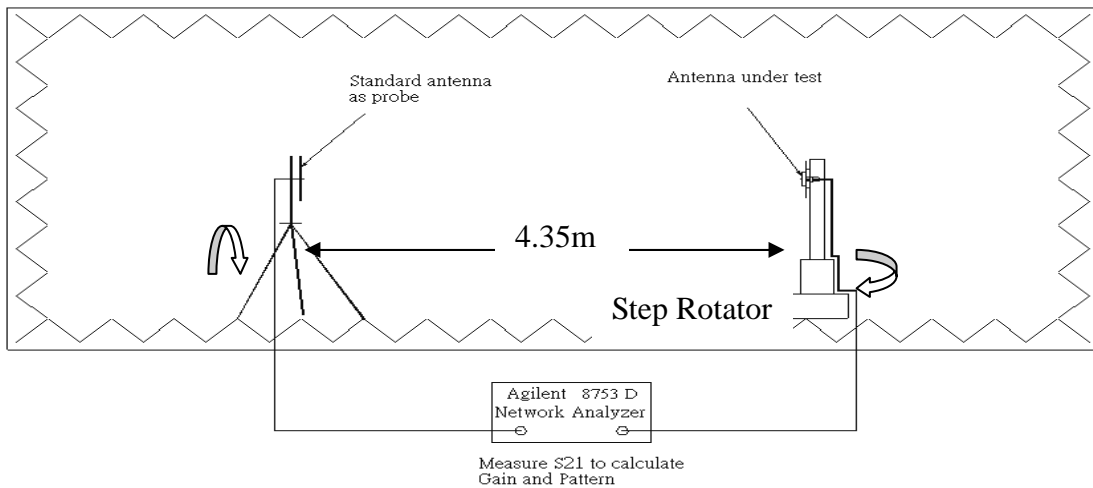 Standard antenna
as probe
Antenna under test
4.35m
Step Rotator
Agilent 8753 D
Network Analyzer
Measure S21 to calculate
Gain and Pattern